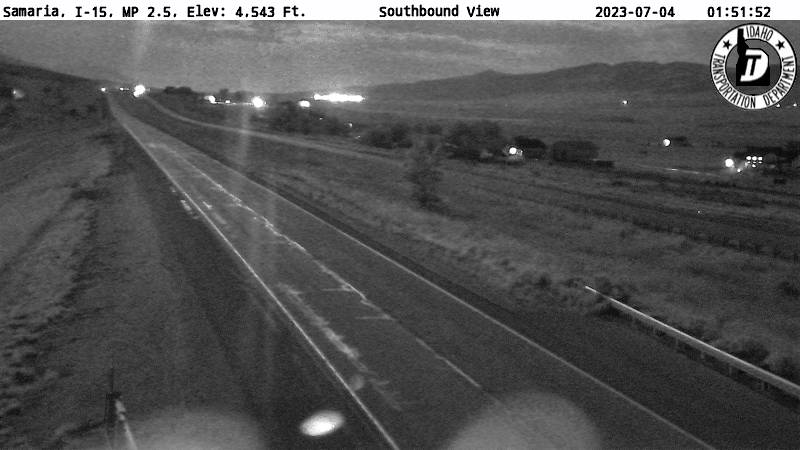 Samaria, I-15, MP 2.5, Elev: 4,543 Ft. Southbound View 2023-07-04 01:51:52
IDAHO
TRANSPORTATION DEPARTMENT